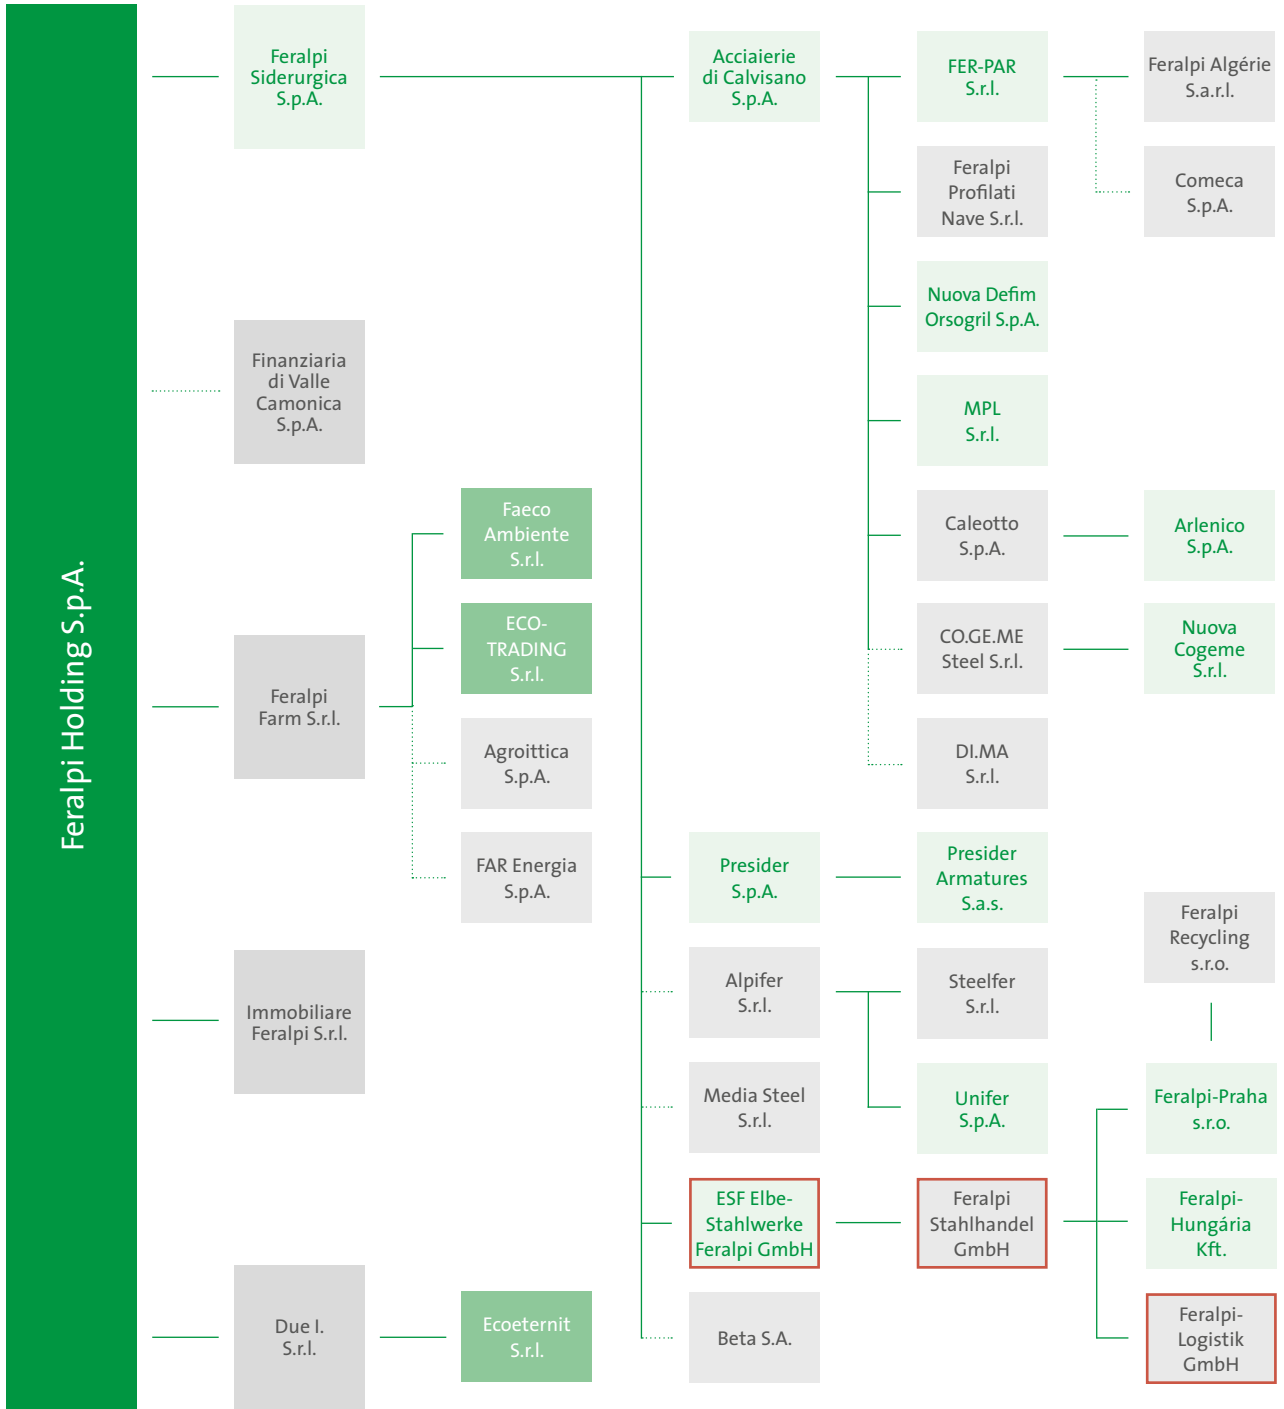 Feralpi Holding S.p.A.
Feralpi
Siderurgica
S.p.A.
Finanziaria
di Valle
Camonica
S.p.A.
Feralpi
Farm S.r.l.
Immobiliare
Feralpi S.r.l.
Due I.
S.r.l.
Faeco
Ambiente
S.r.l.
ECO-
TRADING
S.r.l.
Agroittica
S.p.A.
FAR Energia
S.p.A.
Ecoeternit
S.r.l.
Acciaierie
di Calvisano
S.p.A.
Presider
S.p.A.
Alpifer
S.r.l.
Media Steel
S.r.l.
ESF Elbe-
Stahlwerke
Feralpi GmbH
Beta S.A.
FER-PAR
S.r.l.
Feralpi
Profilati
Nave S.r.l.
Nuova Defim
Orsogril S.p.A.
MPL
S.r.l.
Caleotto
S.p.A.
CO.GE.ME
Steel S.r.l.
DI.MA
S.r.l.
Presider
Armatures
S.a.s.
Steelfer
S.r.l.
Unifer
S.p.A.
Feralpi
Stahlhandel
GmbH
Feralpi Algérie
S.a.r.l.
Comeca
S.p.A.
Arlenico
S.p.A.
Nuova
Cogeme
S.r.l.
Feralpi
Recycling
s.r.o.
Feralpi-Praha
s.r.o.
Feralpi-
Hungária
Kft.
Feralpi-
Logistik
GmbH